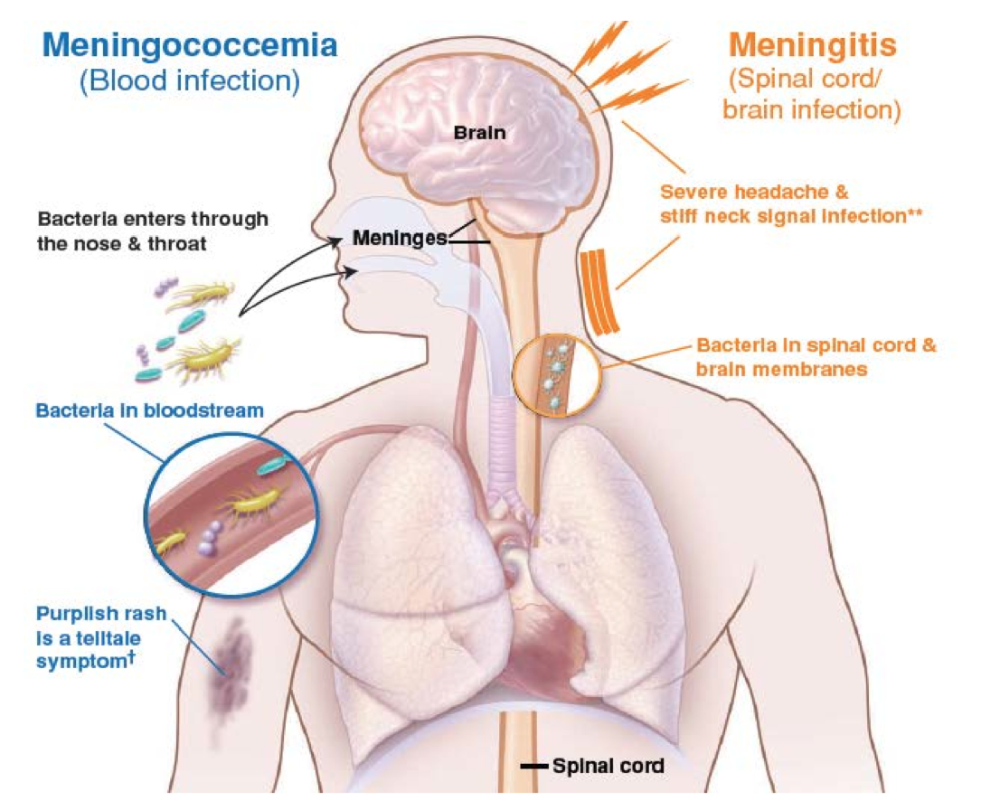 Meningococcemia
(Blood infection)
Meningitis
(Spinal cord/
brain infection)
Brain
Severe headache &
stiff neck signal infection**
Bacteria enters through
the nose & throat
Meninges
Bacteria in spinal cord &
brain membranes
Bacteria in bloodstream
Purplish rash
is a telltale
symptom†
Spinal cord